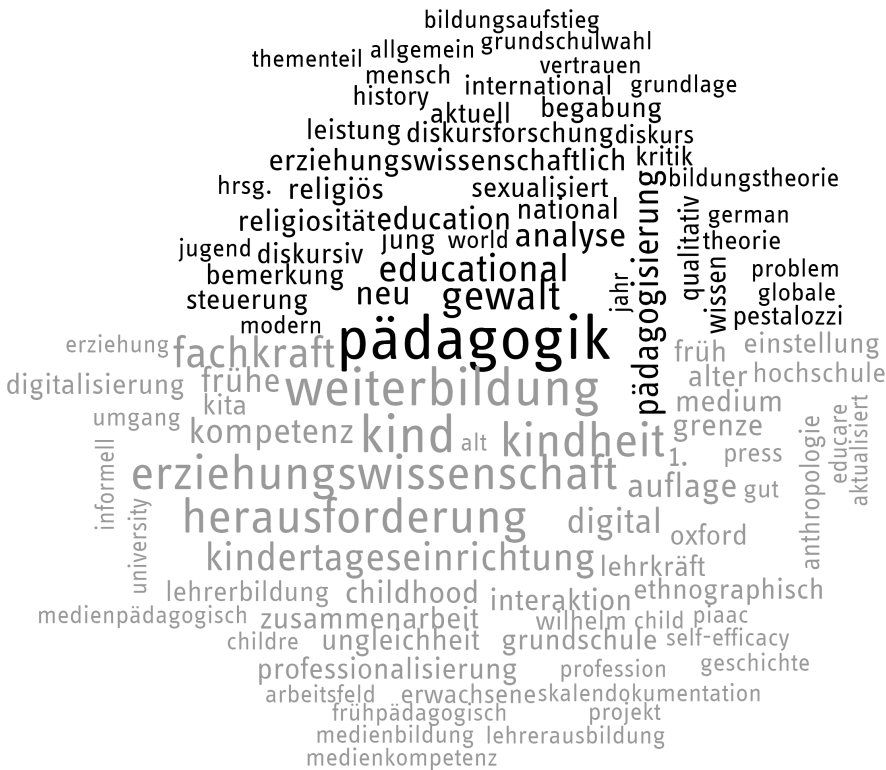 bildungsaufstieg
allgemein grundschulwahl
thementeil
vertrauen
mensch
international grundlage
history
aktuell begabung
leistung diskursforschung diskurs
erziehungswissenschaftlich kritik
hrsg. religiös sexualisiert bildungstheorie
religiosität education national german
jugend diskursiv jung world analyse theorie
bemerkung educational problem
steuerung neu gewalt globale
modern pestalozzi
jahr
pädagogisierung
qualitativ
wissen
erziehung fachkraft pädagogik früh einstellung
digitalisierung frühe weiterbildung alter hochschule
kita medium
umgang kompetenz kind alt kindheit grenze
1. press
erziehungswissenschaft auflage gut
informell
university
anthropologie
educare
aktualisiert
herausforderung digital oxford
kindertageseinrichtung lehrkräft
lehrerbildung childhood interaktion ethnographisch
medienpädagogisch zusammenarbeit wilhelm child piaac
childre ungleichheit grundschule self-efficacy
professionalisierung profession geschichte
arbeitsfeld erwachsene skalendokumentation
frühpädagogisch projekt
medienbildung lehrerausbildung
medienkompetenz